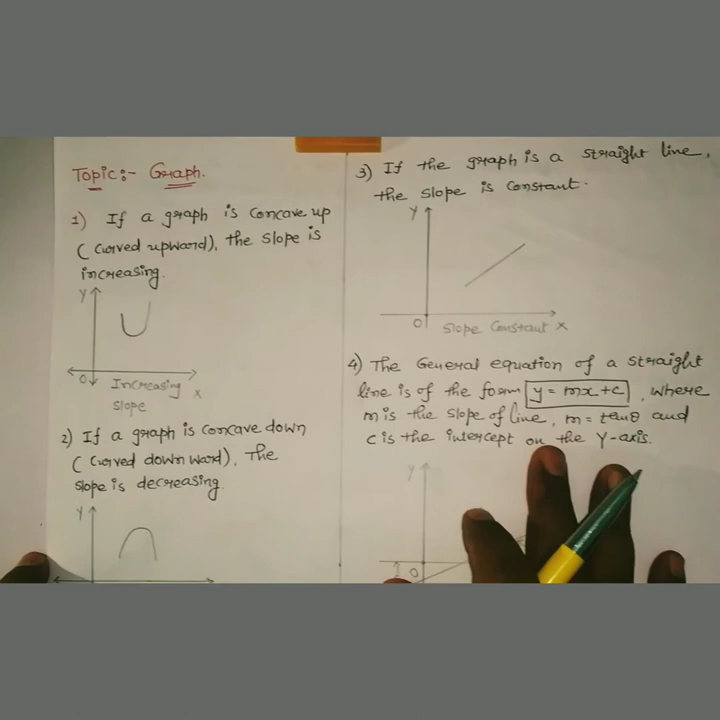 Topic:- Graph.
1) If a graph is concave up
(curved upward), the slope is
increasing.
Y
O
Increasing
slope
X
2) If a graph is concave down
(curved downward), The
slope is decreasing.
Y
3) If the graph is a straight line,
the slope is constant.
Y
O
Slope Constant X
4) The General equation of a straight
line is of the form y = mx + c, where
m is the slope of line, m = tanθ and
c is the intercept on the Y-axis.
Y
O